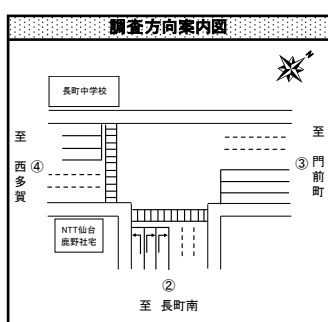 調査方向案内図
N
長町中学校
至 西多賀
④
至 門前町
③
NTT仙台
鹿野社宅
②
至 長町南